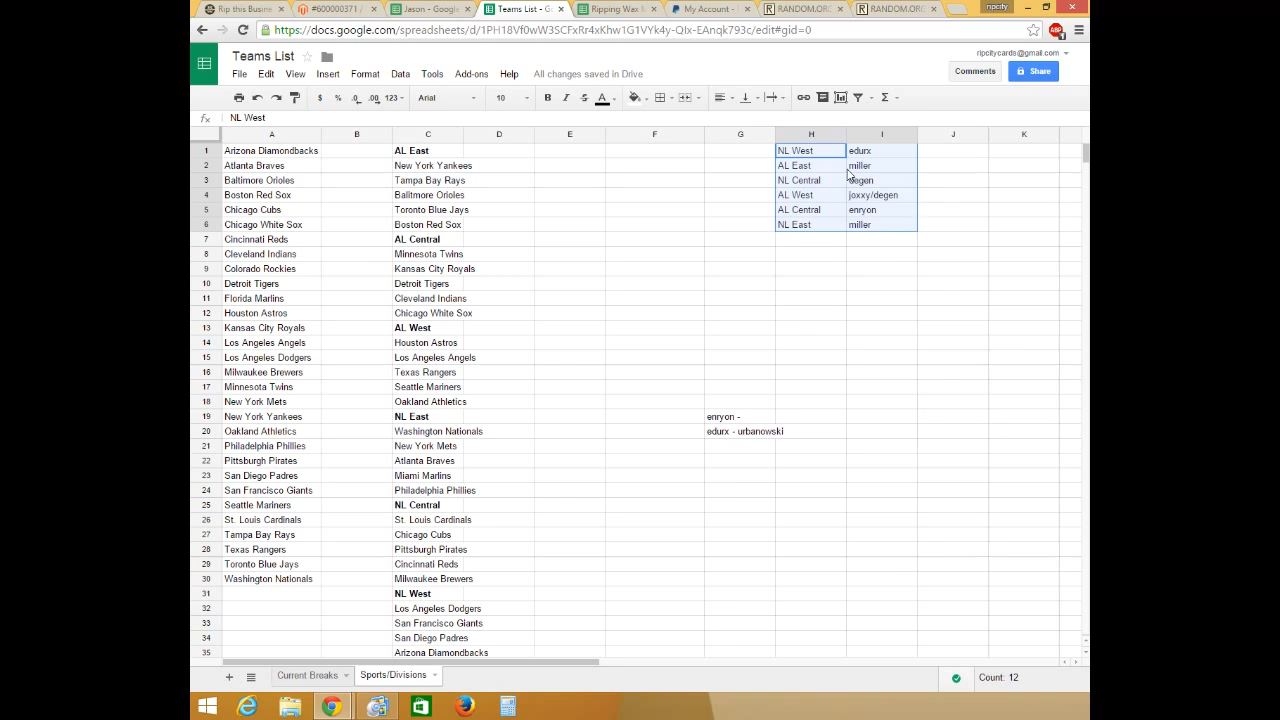 Rip this Busine × #600000371 / × Jason - Google × Teams List - Go × Ripping Wax × My Account - × RANDOM.ORG × RANDOM.ORG × ripcity
https://docs.google.com/spreadsheets/d/1PH18Vf0wW3SCFxRr4xKhw1G1VYk4y-QIx-EAnqk793c/edit#gid=0
Teams List ripcitycards@gmail.com
File Edit View Insert Format Data Tools Add-ons Help All changes saved in Drive Comments Share
$ % .0 .00 123 Arial 10 B I S A Σ
fx NL West
A B C D E F G H I J K
1 Arizona Diamondbacks AL East NL West edurx
2 Atlanta Braves New York Yankees AL East miller
3 Baltimore Orioles Tampa Bay Rays NL Central degen
4 Boston Red Sox Balitmore Orioles AL West joxxy/degen
5 Chicago Cubs Toronto Blue Jays AL Central enryon
6 Chicago White Sox Boston Red Sox NL East miller
7 Cincinnati Reds AL Central
8 Cleveland Indians Minnesota Twins
9 Colorado Rockies Kansas City Royals
10 Detroit Tigers Detroit Tigers
11 Florida Marlins Cleveland Indians
12 Houston Astros Chicago White Sox
13 Kansas City Royals AL West
14 Los Angeles Angels Houston Astros
15 Los Angeles Dodgers Los Angeles Angels
16 Milwaukee Brewers Texas Rangers
17 Minnesota Twins Seattle Mariners
18 New York Mets Oakland Athletics
19 New York Yankees NL East enryon -
20 Oakland Athletics Washington Nationals edurx - urbanowski
21 Philadelphia Phillies New York Mets
22 Pittsburgh Pirates Atlanta Braves
23 San Diego Padres Miami Marlins
24 San Francisco Giants Philadelphia Phillies
25 Seattle Mariners NL Central
26 St. Louis Cardinals St. Louis Cardinals
27 Tampa Bay Rays Chicago Cubs
28 Texas Rangers Pittsburgh Pirates
29 Toronto Blue Jays Cincinnati Reds
30 Washington Nationals Milwaukee Brewers
31 NL West
32 Los Angeles Dodgers
33 San Francisco Giants
34 San Diego Padres
35 Arizona Diamondbacks
+ Current Breaks Sports/Divisions Count: 12